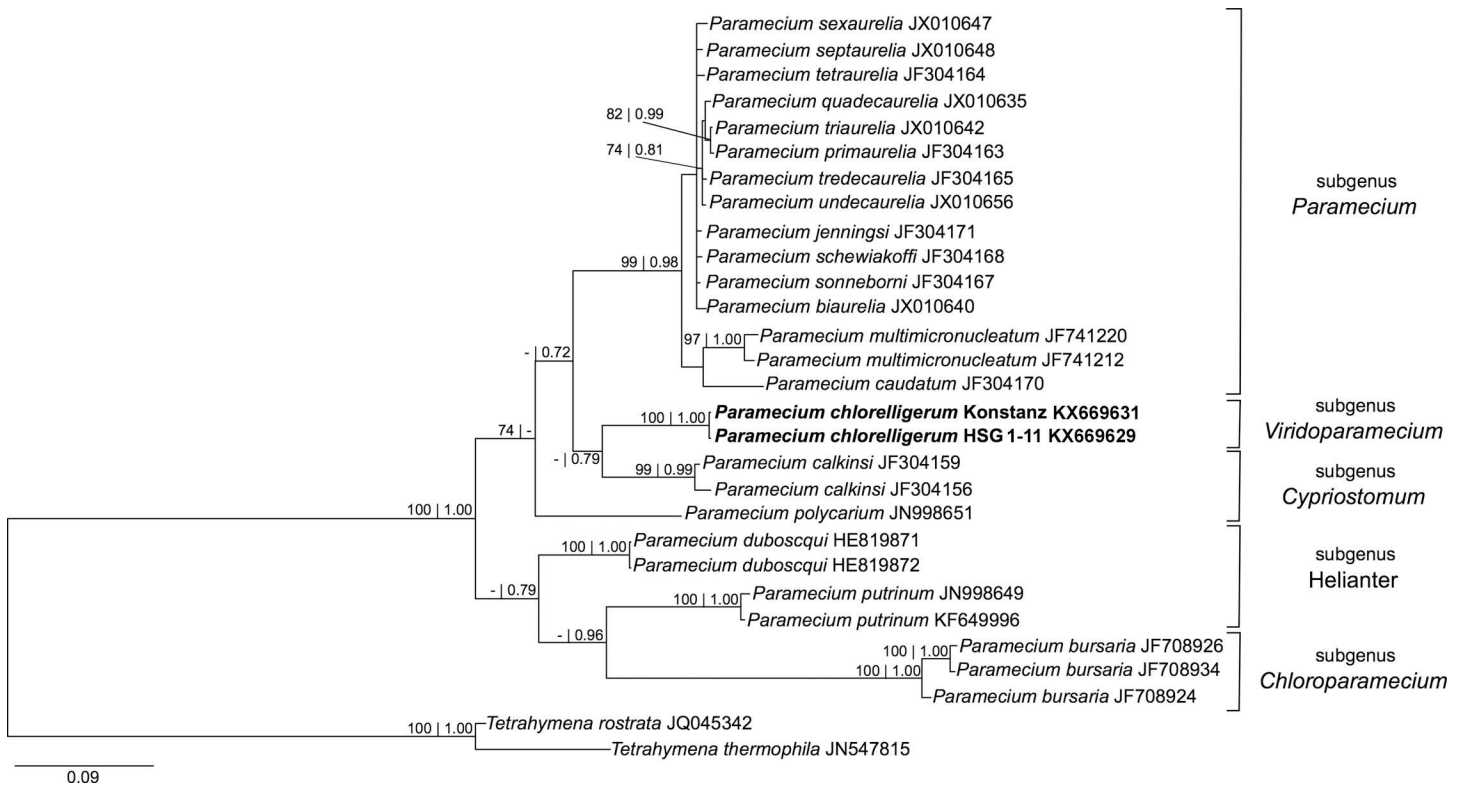 Paramecium sexaurelia JX010647
Paramecium septaurelia JX010648
Paramecium tetraurelia JF304164
Paramecium quadecaurelia JX010635
82 | 0.99
Paramecium triaurelia JX010642
74 | 0.81
Paramecium primaurelia JF304163
Paramecium tredecaurelia JF304165
Paramecium undecaurelia JX010656
subgenus
Paramecium
Paramecium jenningsi JF304171
Paramecium schewiakoffi JF304168
99 | 0.98
Paramecium sonneborni JF304167
Paramecium biaurelia JX010640
Paramecium multimicronucleatum JF741220
97 | 1.00
- | 0.72
Paramecium multimicronucleatum JF741212
Paramecium caudatum JF304170
100 | 1.00
Paramecium chlorelligerum Konstanz KX669631
Paramecium chlorelligerum HSG 1-11 KX669629
subgenus
Viridoparamecium
74 | -
- | 0.79
Paramecium calkinsi JF304159
99 | 0.99
Paramecium calkinsi JF304156
subgenus
Cypriostomum
Paramecium polycarium JN998651
100 | 1.00
Paramecium duboscqui HE819871
100 | 1.00
Paramecium duboscqui HE819872
subgenus
Helianter
- | 0.79
Paramecium putrinum JN998649
100 | 1.00
Paramecium putrinum KF649996
- | 0.96
Paramecium bursaria JF708926
100 | 1.00
Paramecium bursaria JF708934
100 | 1.00
Paramecium bursaria JF708924
subgenus
Chloroparamecium
Tetrahymena rostrata JQ045342
100 | 1.00
Tetrahymena thermophila JN547815
0.09